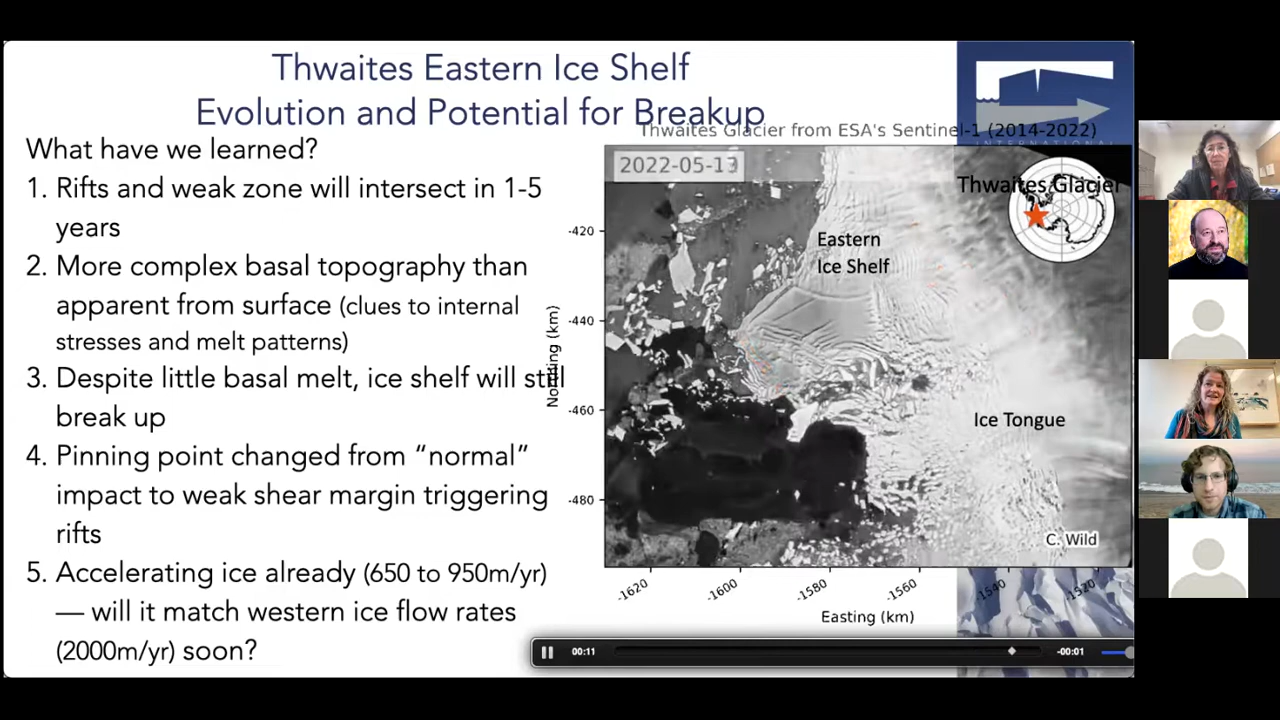 Thwaites Eastern Ice Shelf
Evolution and Potential for Breakup
What have we learned?
1. Rifts and weak zone will intersect in 1-5
years
2. More complex basal topography than
apparent from surface (clues to internal
stresses and melt patterns)
3. Despite little basal melt, ice shelf will still
break up
4. Pinning point changed from “normal”
impact to weak shear margin triggering
rifts
5. Accelerating ice already (650 to 950m/yr)
— will it match western ice flow rates
(2000m/yr) soon?
INTERNATIONAL
Thwaites Glacier from ESA's Sentinel-1 (2014-2022)
2022-05-13
Thwaites Glacier
Eastern
Ice Shelf
Ice Tongue
C. Wild
Northing (km)
-420
-440
-460
-480
-1620
-1600
-1580
-1560
-1540
-1520
Easting (km)
00:11
-00:01